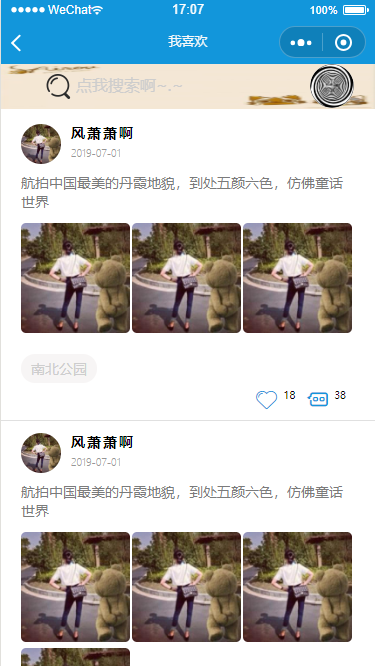 WeChat
17:07
100%
我喜欢
点我搜索啊~.~
风萧萧啊
2019-07-01
航拍中国最美的丹霞地貌，到处五颜六色，仿佛童话
世界
南北公园
18
38
风萧萧啊
2019-07-01
航拍中国最美的丹霞地貌，到处五颜六色，仿佛童话
世界